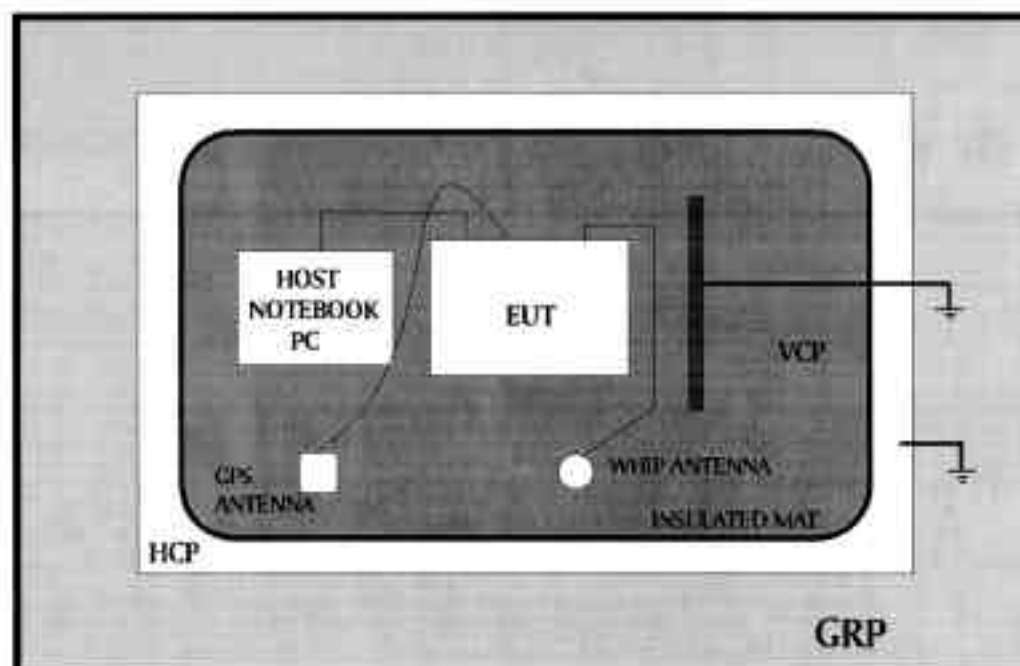 HOST
NOTEBOOK
PC
EUT
VCP
GPS
ANTENNA
WHIP ANTENNA
INSULATED MAT
HCP
GRP